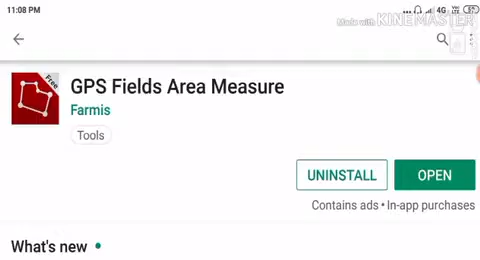 11:08 PM
4G
Made with KINEMASTER
Free
GPS Fields Area Measure
Farmis
Tools
UNINSTALL
OPEN
Contains ads • In-app purchases
What's new